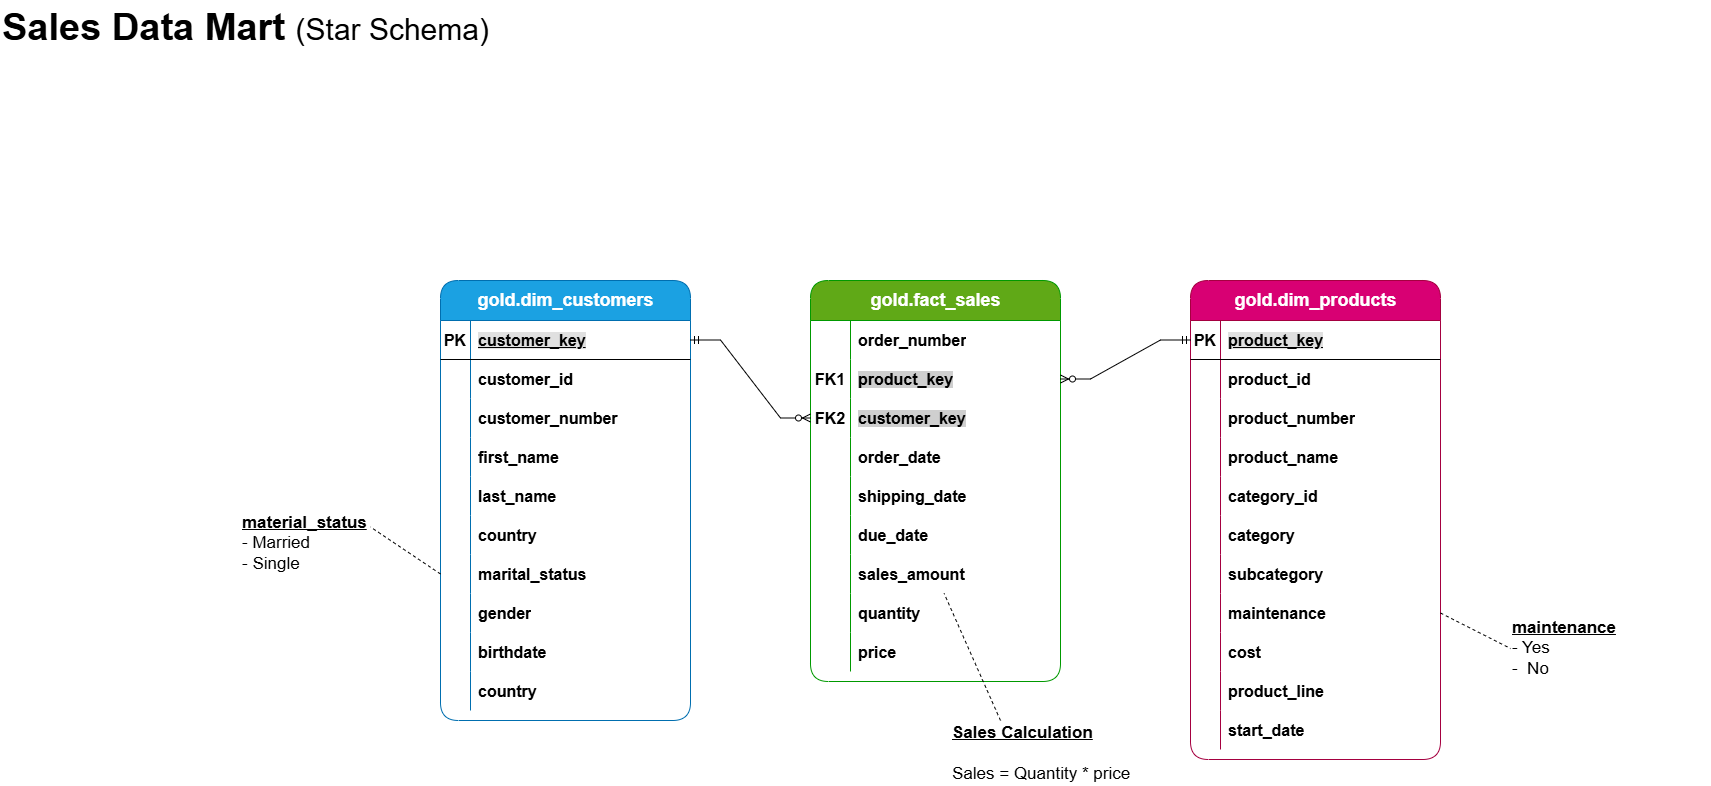 Sales Data Mart (Star Schema)
gold.dim_customers
PK customer_key
customer_id
customer_number
first_name
last_name
country
marital_status
gender
birthdate
country
material_status
- Married
- Single
gold.fact_sales
order_number
FK1 product_key
FK2 customer_key
order_date
shipping_date
due_date
sales_amount
quantity
price
Sales Calculation
Sales = Quantity * price
gold.dim_products
PK product_key
product_id
product_number
product_name
category_id
category
subcategory
maintenance
cost
product_line
start_date
maintenance
- Yes
- No